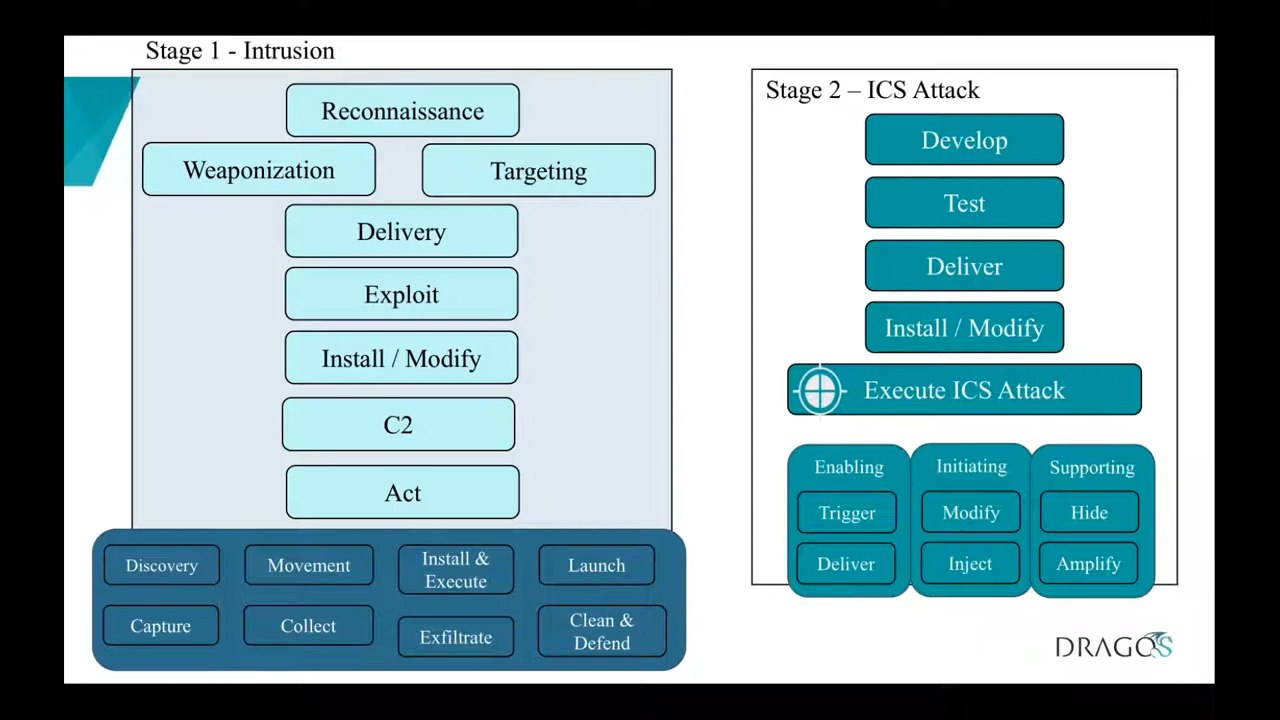 Stage 1 - Intrusion
Reconnaissance
Weaponization
Targeting
Delivery
Exploit
Install / Modify
C2
Act
Discovery
Movement
Install &
Execute
Launch
Capture
Collect
Exfiltrate
Clean &
Defend
Stage 2 – ICS Attack
Develop
Test
Deliver
Install / Modify
Execute ICS Attack
Enabling
Trigger
Deliver
Initiating
Modify
Inject
Supporting
Hide
Amplify
DRAGOS